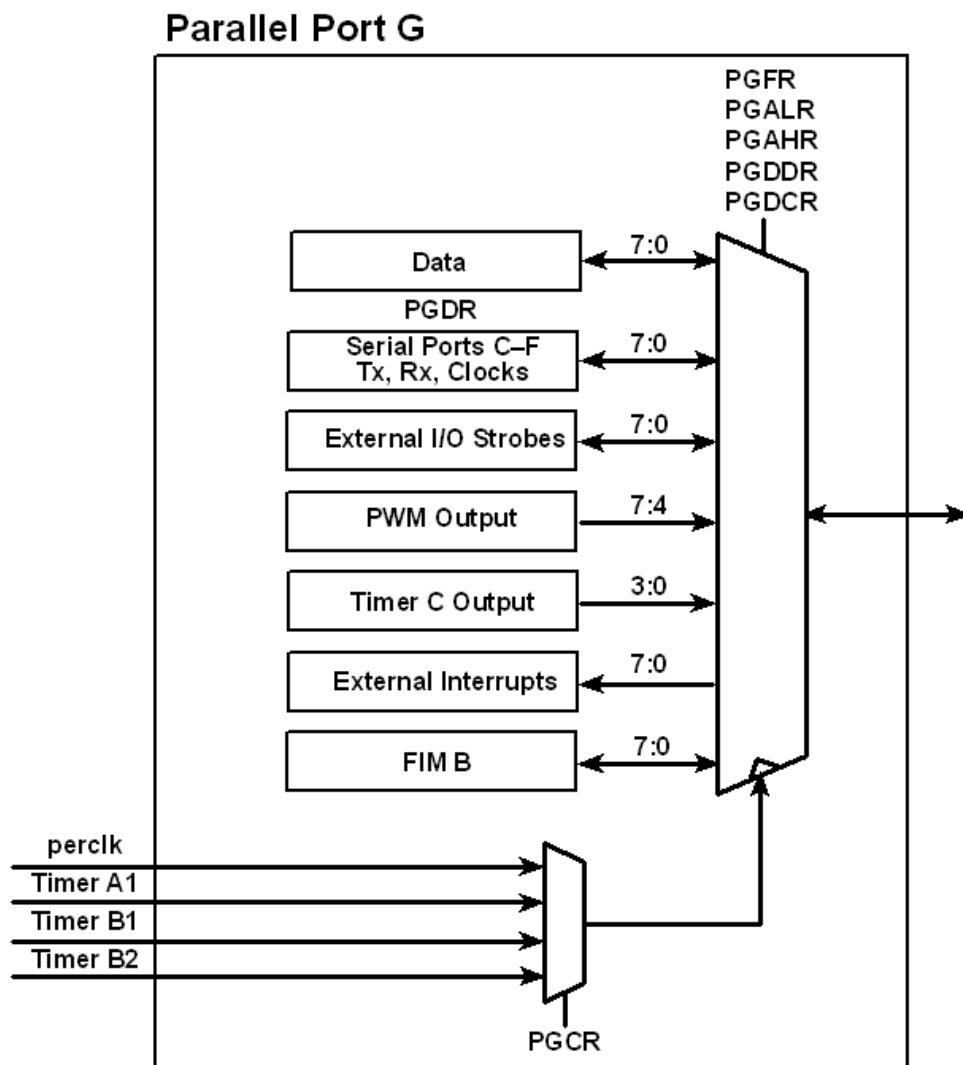 Parallel Port G
PGFR
PGALR
PGAHR
PGDDR
PGDCR
Data
7:0
PGDR
Serial Ports C–F
Tx, Rx, Clocks
7:0
External I/O Strobes
7:0
PWM Output
7:4
Timer C Output
3:0
External Interrupts
7:0
FIM B
7:0
perclk
Timer A1
Timer B1
Timer B2
PGCR